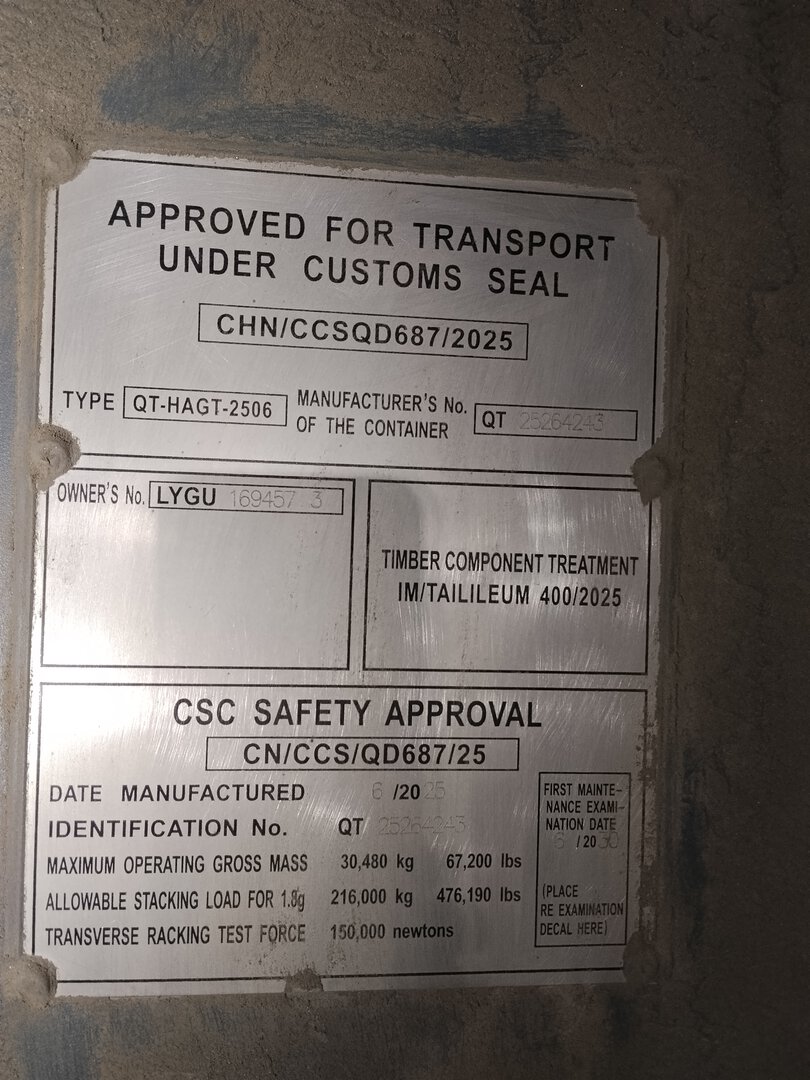 APPROVED FOR TRANSPORT
UNDER CUSTOMS SEAL
CHN/CCSQD687/2025
TYPE QT-HAGT-2506 MANUFACTURER'S No. OF THE CONTAINER QT 25264243
OWNER'S No. LYGU 169457 3
TIMBER COMPONENT TREATMENT
IM/TAILILEUM 400/2025
CSC SAFETY APPROVAL
CN/CCS/QD687/25
DATE MANUFACTURED 6 /20 25
IDENTIFICATION No. QT 25264243
MAXIMUM OPERATING GROSS MASS 30,480 kg 67,200 lbs
ALLOWABLE STACKING LOAD FOR 1.8g 216,000 kg 476,190 lbs
TRANSVERSE RACKING TEST FORCE 150,000 newtons
FIRST MAINTE-
NANCE EXAMI-
NATION DATE
6 /20 30
(PLACE
RE EXAMINATION
DECAL HERE)